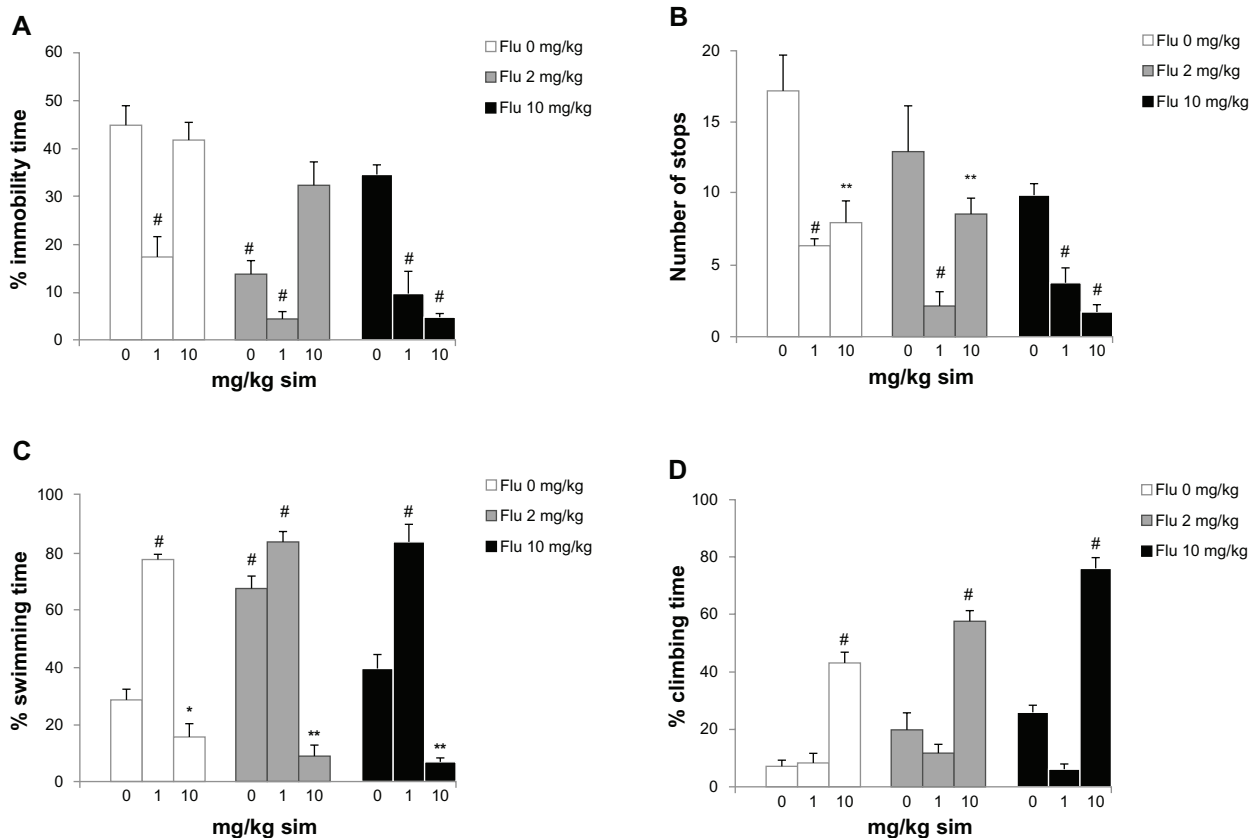 A
% immobility time
60
50
40
30
20
10
0
#
#
#
#
#
0 1 10 0 1 10 0 1 10
mg/kg sim
Flu 0 mg/kg
Flu 2 mg/kg
Flu 10 mg/kg
B
Number of stops
20
15
10
5
0
#
**
#
**
#
#
0 1 10 0 1 10 0 1 10
mg/kg sim
Flu 0 mg/kg
Flu 2 mg/kg
Flu 10 mg/kg
C
% swimming time
100
80
60
40
20
0
#
*
#
#
**
#
**
0 1 10 0 1 10 0 1 10
mg/kg sim
Flu 0 mg/kg
Flu 2 mg/kg
Flu 10 mg/kg
D
% climbing time
100
80
60
40
20
0
#
#
#
0 1 10 0 1 10 0 1 10
mg/kg sim
Flu 0 mg/kg
Flu 2 mg/kg
Flu 10 mg/kg